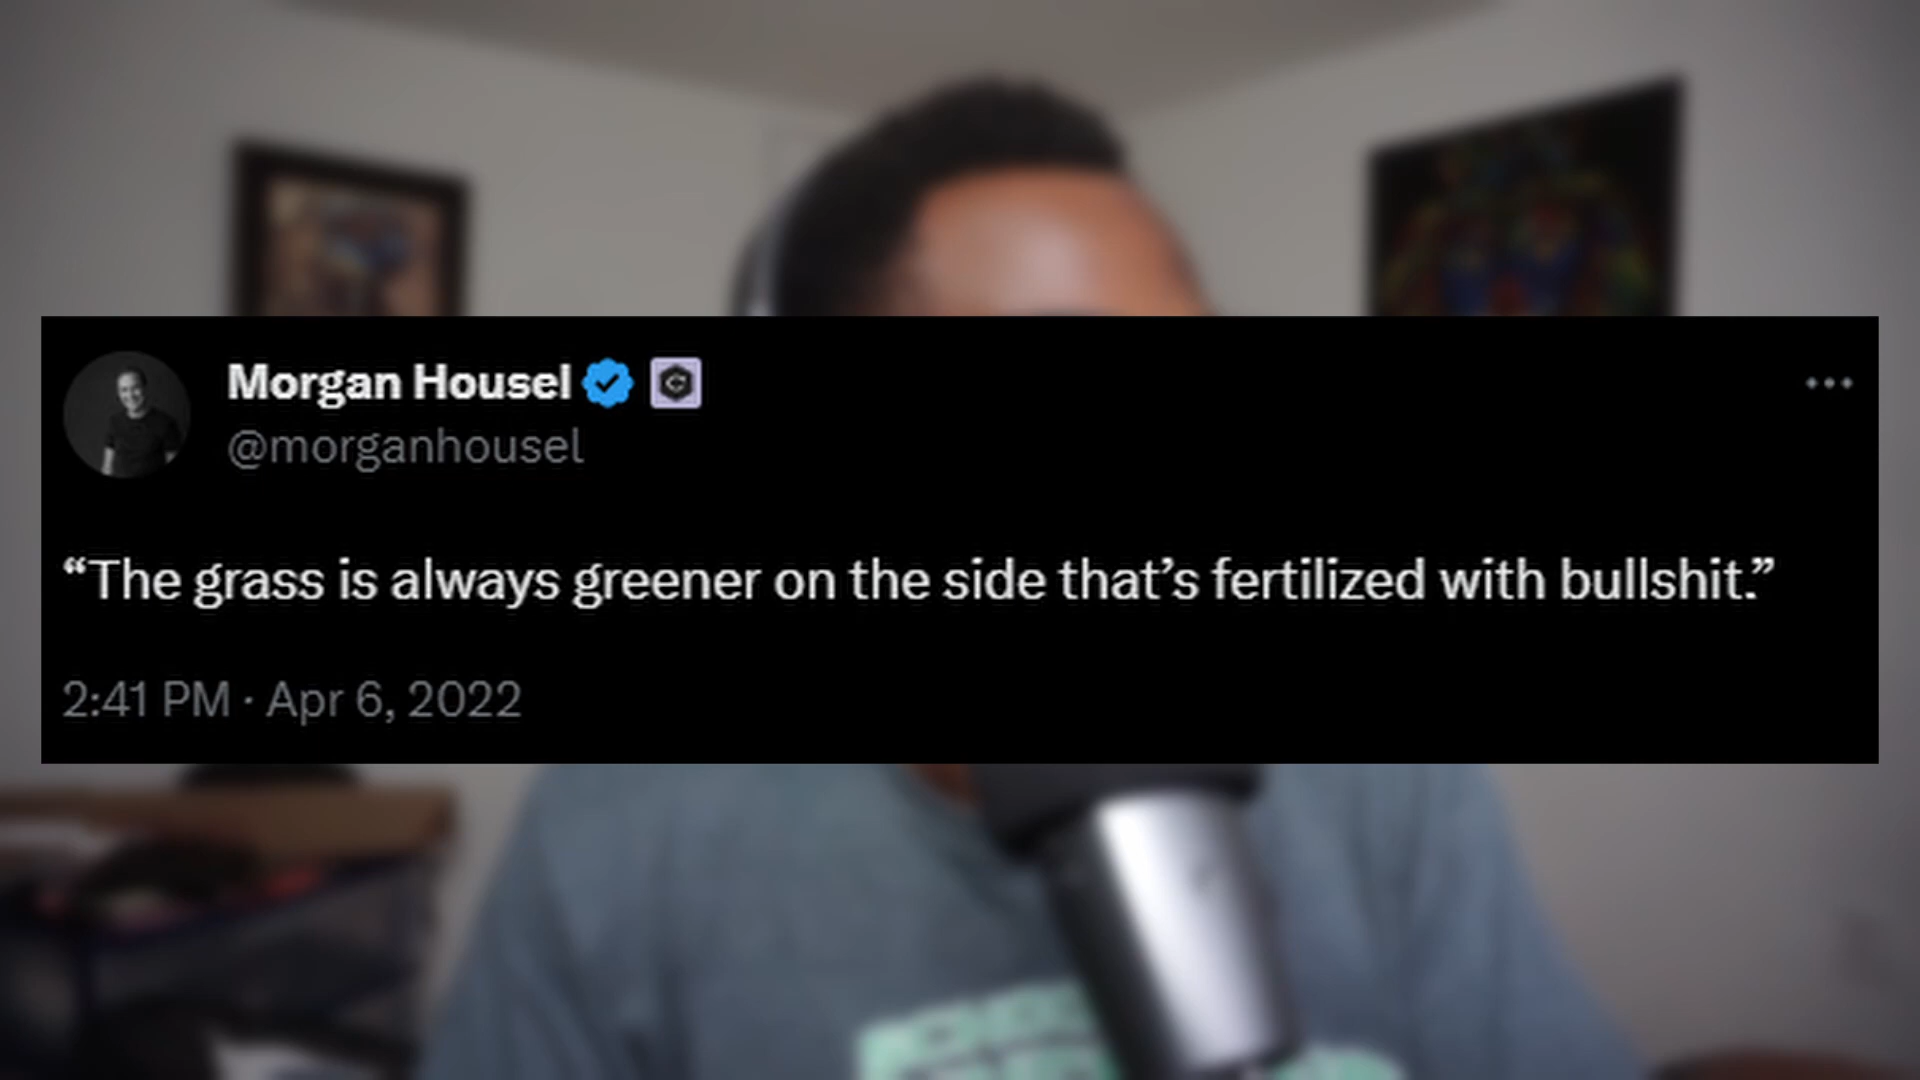 Morgan Housel
@morganhousel
“The grass is always greener on the side that’s fertilized with bullshit.”
2:41 PM · Apr 6, 2022